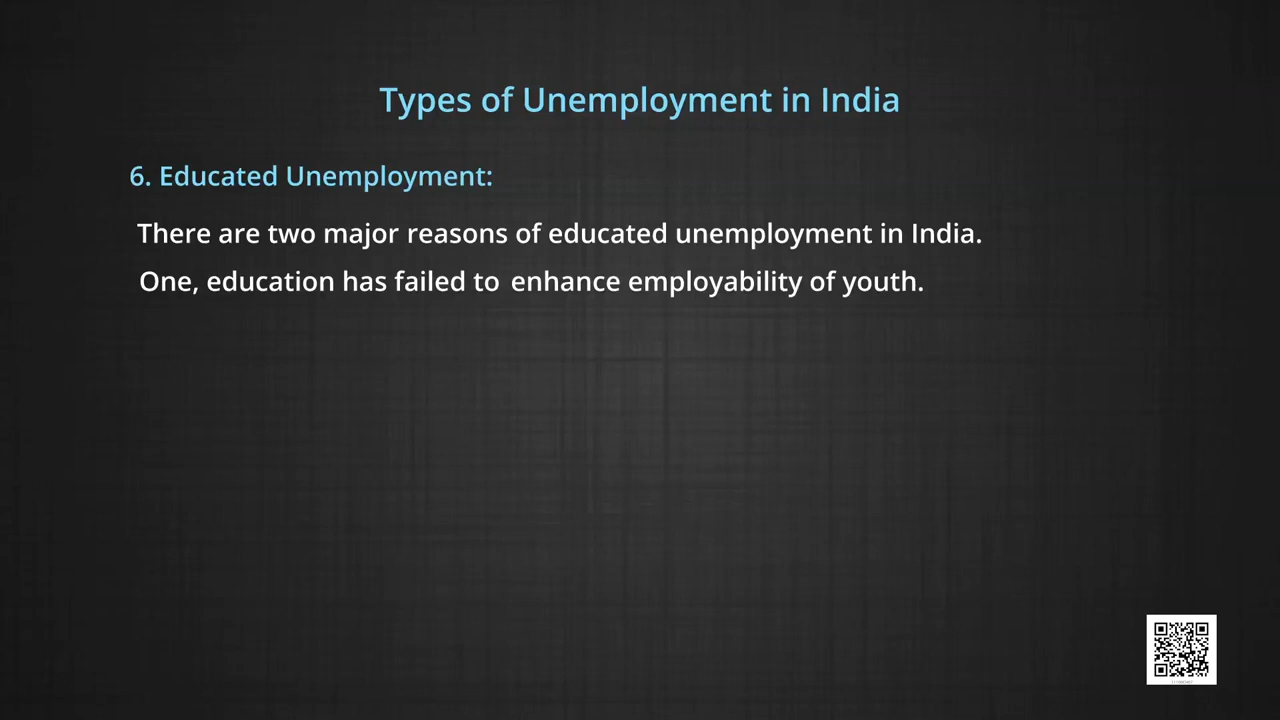 Types of Unemployment in India
6. Educated Unemployment:
There are two major reasons of educated unemployment in India.
One, education has failed to enhance employability of youth.